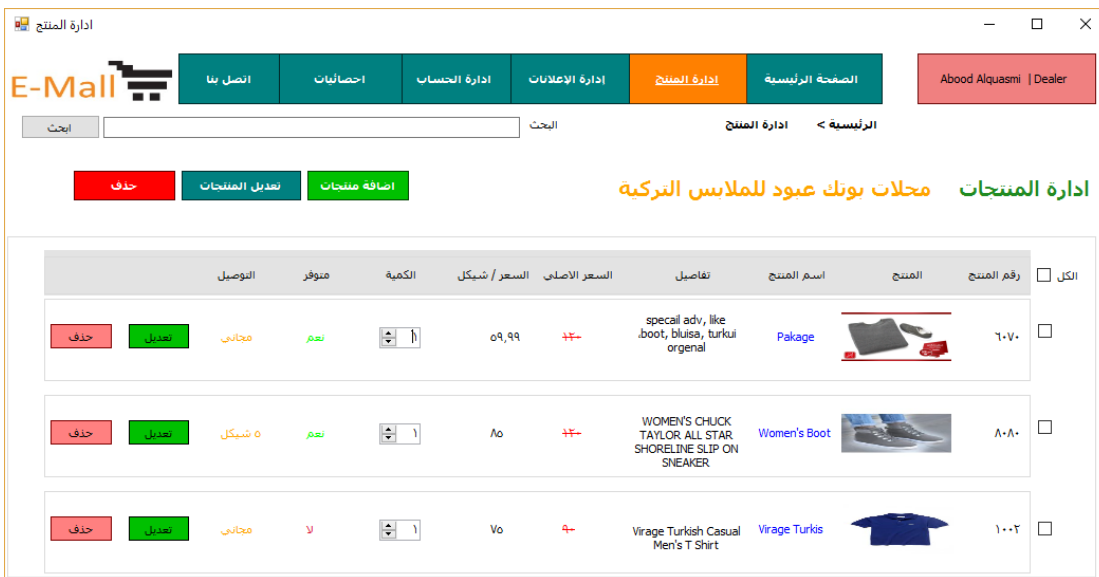 ادارة المنتج
E-Mall
الصفحة الرئيسية
ادارة المنتج
إدارة الإعلانات
ادارة الحساب
احصائيات
اتصل بنا
Abood Alquasmi | Dealer
الرئيسية > ادارة المنتج
البحث
ابحث
ادارة المنتجات محلات بوتك عبود للملابس التركية
اضافة منتجات
تعديل المنتجات
حذف
الكل رقم المنتج المنتج اسم المنتج تفاصيل السعر الاصلي السعر / شيكل الكمية متوفر التوصيل
٦٠٧٠
Pakage
specail adv, like
boot, bluisa, turkui،
orgenal
١٢٠
٥٩,٩٩
١
نعم
مجاني
تعديل
حذف
٨٠٨٠
Women's Boot
WOMEN'S CHUCK
TAYLOR ALL STAR
SHORELINE SLIP ON
SNEAKER
١٢٠
٨٥
١
نعم
٥ شيكل
تعديل
حذف
١٠٠٢
Virage Turkis
Virage Turkish Casual
Men's T Shirt
٩٠
٧٥
١
لا
مجاني
تعديل
حذف